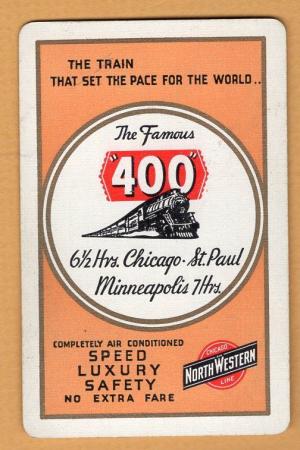 THE TRAIN
THAT SET THE PACE FOR THE WORLD..
The Famous
"400"
6½ Hrs. Chicago - St. Paul
Minneapolis 7 Hrs.
COMPLETELY AIR CONDITIONED
SPEED
LUXURY
SAFETY
NO EXTRA FARE
CHICAGO
NORTH WESTERN
LINE